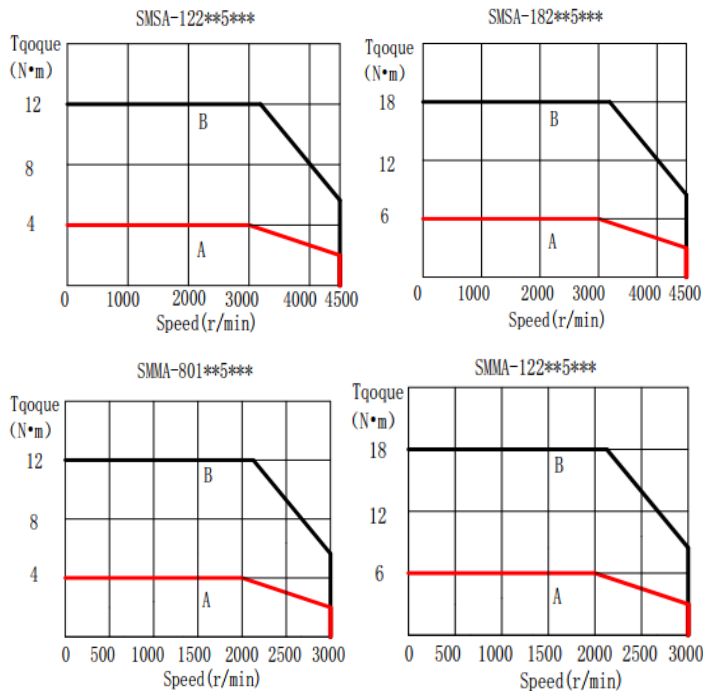 SMSA-122**5***
Tqoque
(N•m)
12
8
4
B
A
0 1000 2000 3000 4000 4500
Speed(r/min)
SMSA-182**5***
Tqoque
(N•m)
18
12
6
B
A
0 1000 2000 3000 4000 4500
Speed(r/min)
SMMA-801**5***
Tqoque
(N•m)
12
8
4
B
A
0 500 1000 1500 2000 2500 3000
Speed(r/min)
SMMA-122**5***
Tqoque
(N•m)
18
12
6
B
A
0 500 1000 1500 2000 2500 3000
Speed(r/min)